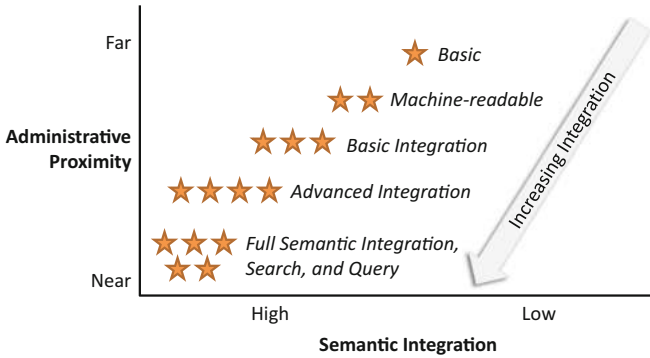 Far
Basic
Machine-readable
Administrative
Proximity
Basic Integration
Advanced Integration
Full Semantic Integration,
Search, and Query
Near
Increasing Integration
High
Low
Semantic Integration